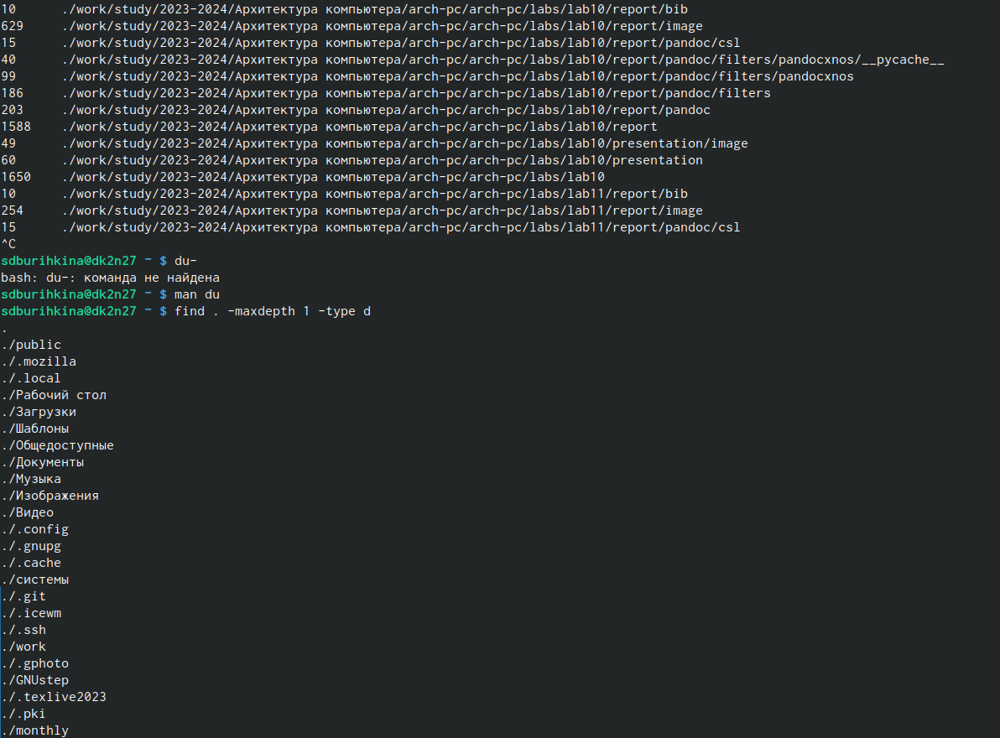 10      ./work/study/2023-2024/Архитектура компьютера/arch-pc/arch-pc/labs/lab10/report/bib
629     ./work/study/2023-2024/Архитектура компьютера/arch-pc/arch-pc/labs/lab10/report/image
15      ./work/study/2023-2024/Архитектура компьютера/arch-pc/arch-pc/labs/lab10/report/pandoc/csl
40      ./work/study/2023-2024/Архитектура компьютера/arch-pc/arch-pc/labs/lab10/report/pandoc/filters/pandocxnos/__pycache__
99      ./work/study/2023-2024/Архитектура компьютера/arch-pc/arch-pc/labs/lab10/report/pandoc/filters/pandocxnos
186     ./work/study/2023-2024/Архитектура компьютера/arch-pc/arch-pc/labs/lab10/report/pandoc/filters
203     ./work/study/2023-2024/Архитектура компьютера/arch-pc/arch-pc/labs/lab10/report/pandoc
1588    ./work/study/2023-2024/Архитектура компьютера/arch-pc/arch-pc/labs/lab10/report
49      ./work/study/2023-2024/Архитектура компьютера/arch-pc/arch-pc/labs/lab10/presentation/image
60      ./work/study/2023-2024/Архитектура компьютера/arch-pc/arch-pc/labs/lab10/presentation
1650    ./work/study/2023-2024/Архитектура компьютера/arch-pc/arch-pc/labs/lab10
10      ./work/study/2023-2024/Архитектура компьютера/arch-pc/arch-pc/labs/lab11/report/bib
254     ./work/study/2023-2024/Архитектура компьютера/arch-pc/arch-pc/labs/lab11/report/image
15      ./work/study/2023-2024/Архитектура компьютера/arch-pc/arch-pc/labs/lab11/report/pandoc/csl
^C
sdburihkina@dk2n27 ~ $ du-
bash: du-: команда не найдена
sdburihkina@dk2n27 ~ $ man du
sdburihkina@dk2n27 ~ $ find . -maxdepth 1 -type d
.
./public
./.mozilla
./.local
./Рабочий стол
./Загрузки
./Шаблоны
./Общедоступные
./Документы
./Музыка
./Изображения
./Видео
./.config
./.gnupg
./.cache
./системы
./.git
./.icewm
./.ssh
./work
./.gphoto
./GNUstep
./.texlive2023
./.pki
./monthly